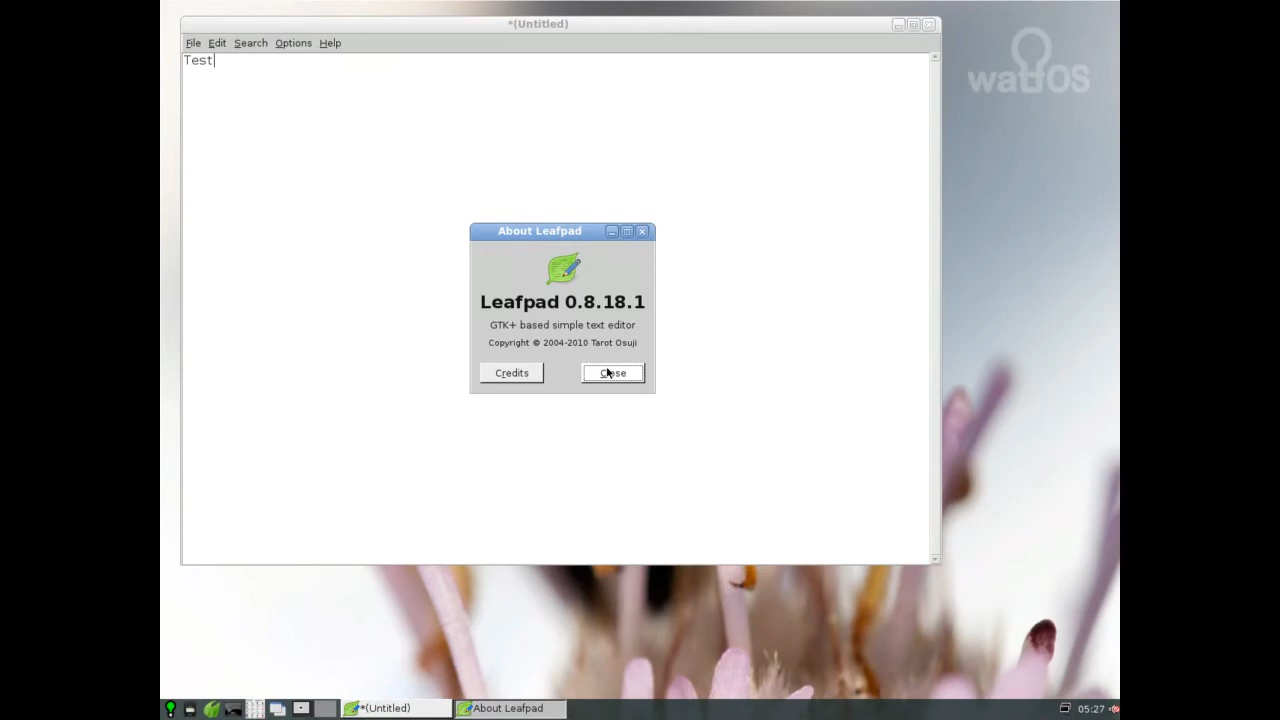 *(Untitled)
File Edit Search Options Help
Test
wattOS
About Leafpad
Leafpad 0.8.18.1
GTK+ based simple text editor
Copyright © 2004-2010 Tarot Osuji
Credits Close
*(Untitled) About Leafpad 05:27